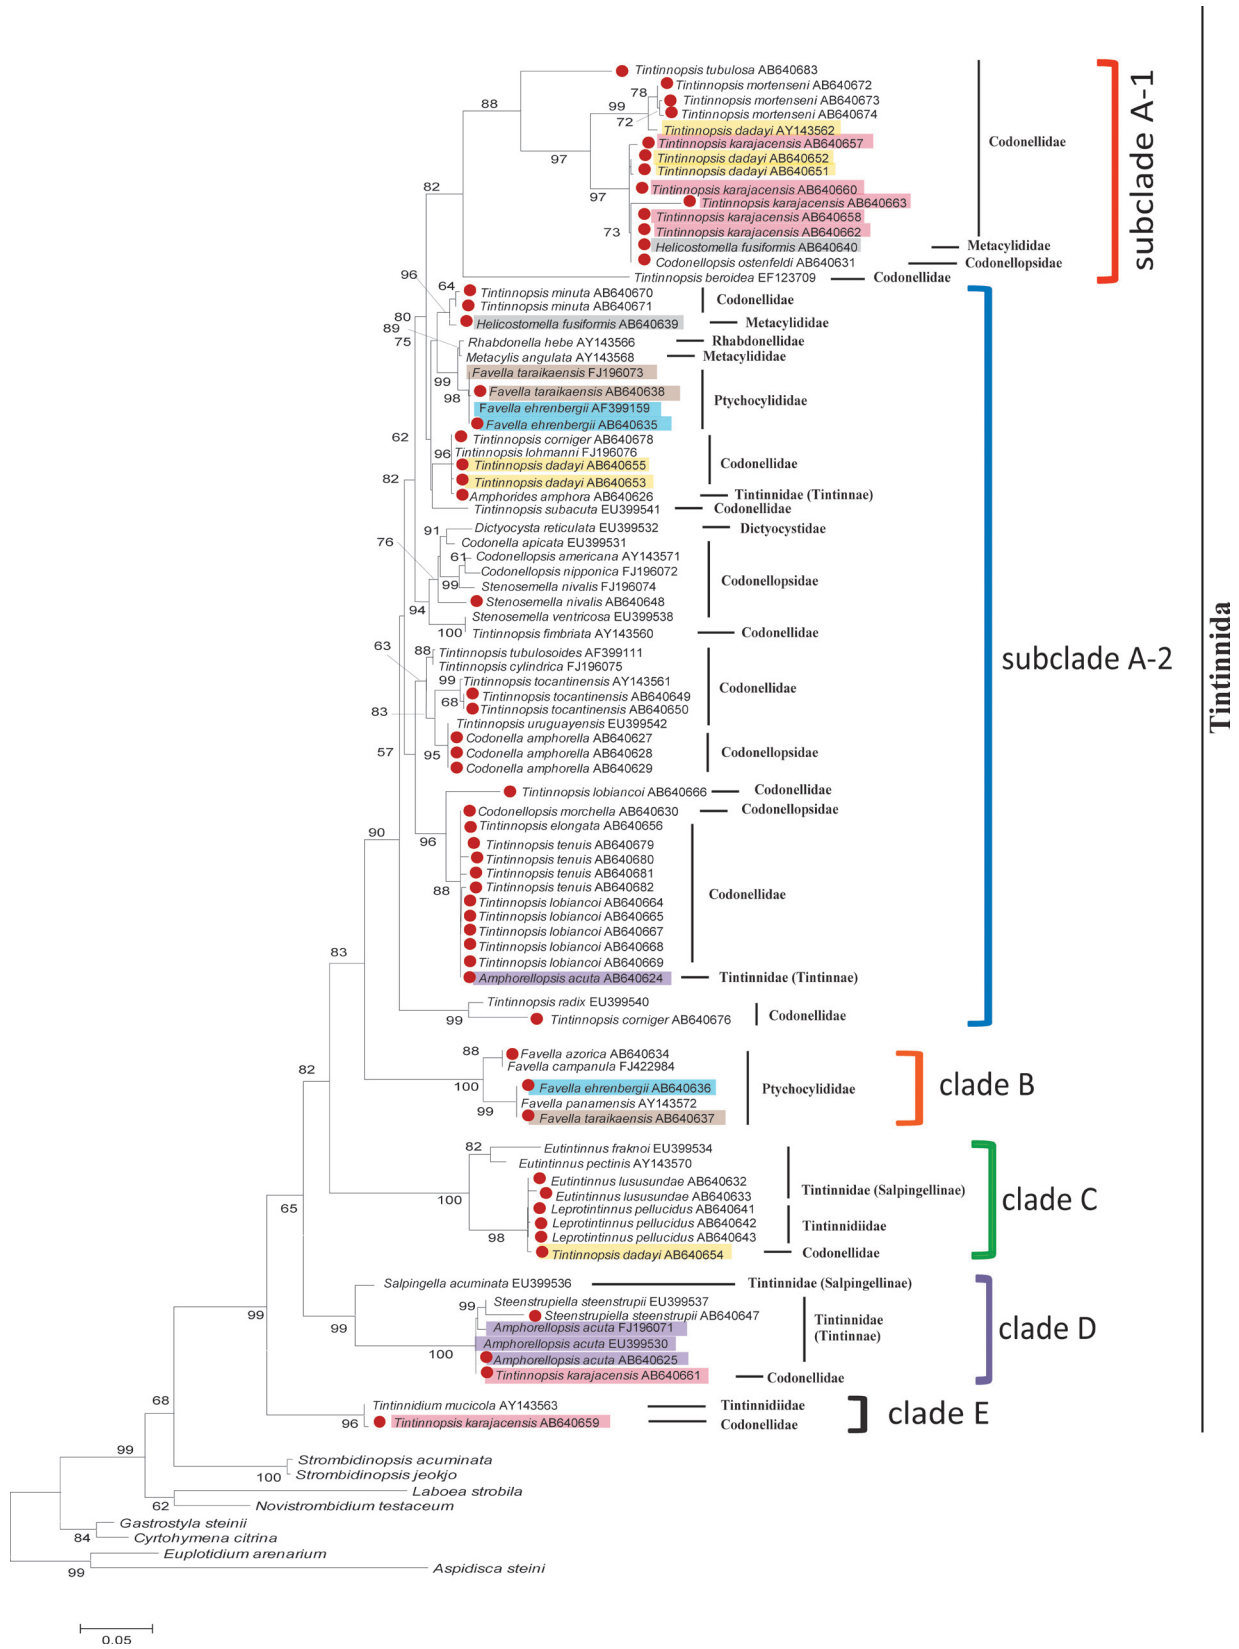 Tintinnopsis tubulosa AB640683
Tintinnopsis mortenseni AB640672
78
Tintinnopsis mortenseni AB640673
88
99
Tintinnopsis mortenseni AB640674
72
Tintinnopsis dadayi AY143562
Tintinnopsis karajacensis AB640657
Codonellidae
97
Tintinnopsis dadayi AB640652
Tintinnopsis dadayi AB640651
82
97
Tintinnopsis karajacensis AB640660
Tintinnopsis karajacensis AB640663
Tintinnopsis karajacensis AB640658
73
Tintinnopsis karajacensis AB640662
Helicostomella fusiformis AB640640
Metacylididae
Codonellopsis ostenfeldi AB640631
Codonellopsidae
Tintinnopsis beroidea EF123709
Codonellidae
subclade A-1
96
64
Tintinnopsis minuta AB640670
Tintinnopsis minuta AB640671
Codonellidae
80
Helicostomella fusiformis AB640639
Metacylididae
89
75
Rhabdonella hebe AY143566
Rhabdonellidae
Metacylis angulata AY143568
Metacylididae
Favella taraikaensis FJ196073
99
Favella taraikaensis AB640638
98
Ptychocylididae
Favella ehrenbergii AF399159
Favella ehrenbergii AB640635
62
Tintinnopsis corniger AB640678
96
Tintinnopsis lohmanni FJ196076
Codonellidae
Tintinnopsis dadayi AB640655
82
Tintinnopsis dadayi AB640653
Amphorides amphora AB640626
Tintinnidae (Tintinnae)
Tintinnopsis subacuta EU399541
Codonellidae
91
Dictyocysta reticulata EU399532
Dictyocystidae
76
Codonella apicata EU399531
61
Codonellopsis americana AY143571
Codonellopsis nipponica FJ196072
99
Stenosemella nivalis FJ196074
Codonellopsidae
Stenosemella nivalis AB640648
94
Stenosemella ventricosa EU399538
100
Tintinnopsis fimbriata AY143560
Codonellidae
63
88
Tintinnopsis tubulosoides AF399111
Tintinnopsis cylindrica FJ196075
99
Tintinnopsis tocantinensis AY143561
68
Tintinnopsis tocantinensis AB640649
Codonellidae
83
Tintinnopsis tocantinensis AB640650
Tintinnopsis uruguayensis EU399542
Codonella amphorella AB640627
57
95
Codonella amphorella AB640628
Codonellopsidae
Codonella amphorella AB640629
Tintinnopsis lobiancoi AB640666
Codonellidae
Codonellopsis morchella AB640630
Codonellopsidae
90
96
Tintinnopsis elongata AB640656
Tintinnopsis tenuis AB640679
Tintinnopsis tenuis AB640680
Tintinnopsis tenuis AB640681
88
Tintinnopsis tenuis AB640682
Codonellidae
Tintinnopsis lobiancoi AB640664
Tintinnopsis lobiancoi AB640665
Tintinnopsis lobiancoi AB640667
Tintinnopsis lobiancoi AB640668
Tintinnopsis lobiancoi AB640669
83
Amphorellopsis acuta AB640624
Tintinnidae (Tintinnae)
Tintinnopsis radix EU399540
99
Tintinnopsis corniger AB640676
Codonellidae
subclade A-2
Tintinnida
88
Favella azorica AB640634
Favella campanula FJ422984
82
100
Favella ehrenbergii AB640636
Ptychocylididae
99
Favella panamensis AY143572
Favella taraikaensis AB640637
clade B
82
Eutintinnus fraknoi EU399534
Eutintinnus pectinis AY143570
Eutintinnus lususundae AB640632
Tintinnidae (Salpingellinae)
100
Eutintinnus lususundae AB640633
65
Leprotintinnus pellucidus AB640641
Leprotintinnus pellucidus AB640642
Tintinnidiidae
98
Leprotintinnus pellucidus AB640643
Tintinnopsis dadayi AB640654
Codonellidae
clade C
Salpingella acuminata EU399536
Tintinnidae (Salpingellinae)
99
Steenstrupiella steenstrupii EU399537
99
99
Steenstrupiella steenstrupii AB640647
Amphorellopsis acuta FJ196071
Tintinnidae
(Tintinnae)
100
Amphorellopsis acuta EU399530
Amphorellopsis acuta AB640625
Tintinnopsis karajacensis AB640661
Codonellidae
clade D
68
96
Tintinnidium mucicola AY143563
Tintinnidiidae
Tintinnopsis karajacensis AB640659
Codonellidae
clade E
99
Strombidinopsis acuminata
100
Strombidinopsis jeokjo
Laboea strobila
62
Novistrombidium testaceum
Gastrostyla steinii
84
Cyrtohymena citrina
Euplotidium arenarium
99
Aspidisca steini
0.05